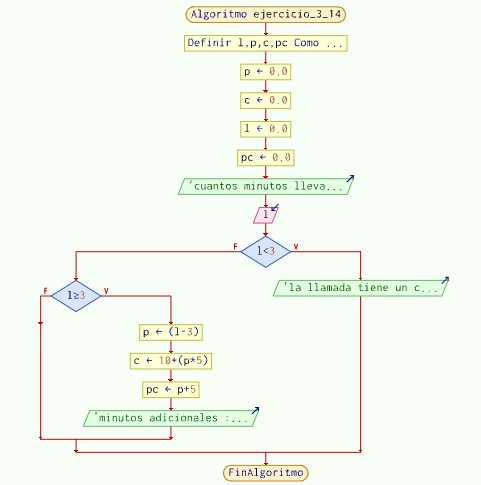 Algoritmo ejercicio_3_14
Definir l,p,c,pc Como ...
p ← 0.0
c ← 0.0
l ← 0.0
pc ← 0.0
'cuantos minutos lleva...
l
F l<3 V
'la llamada tiene un c...
F l≥3 V
p ← (l-3)
c ← 10+(p*5)
pc ← p+5
'minutos adicionales :...
FinAlgoritmo